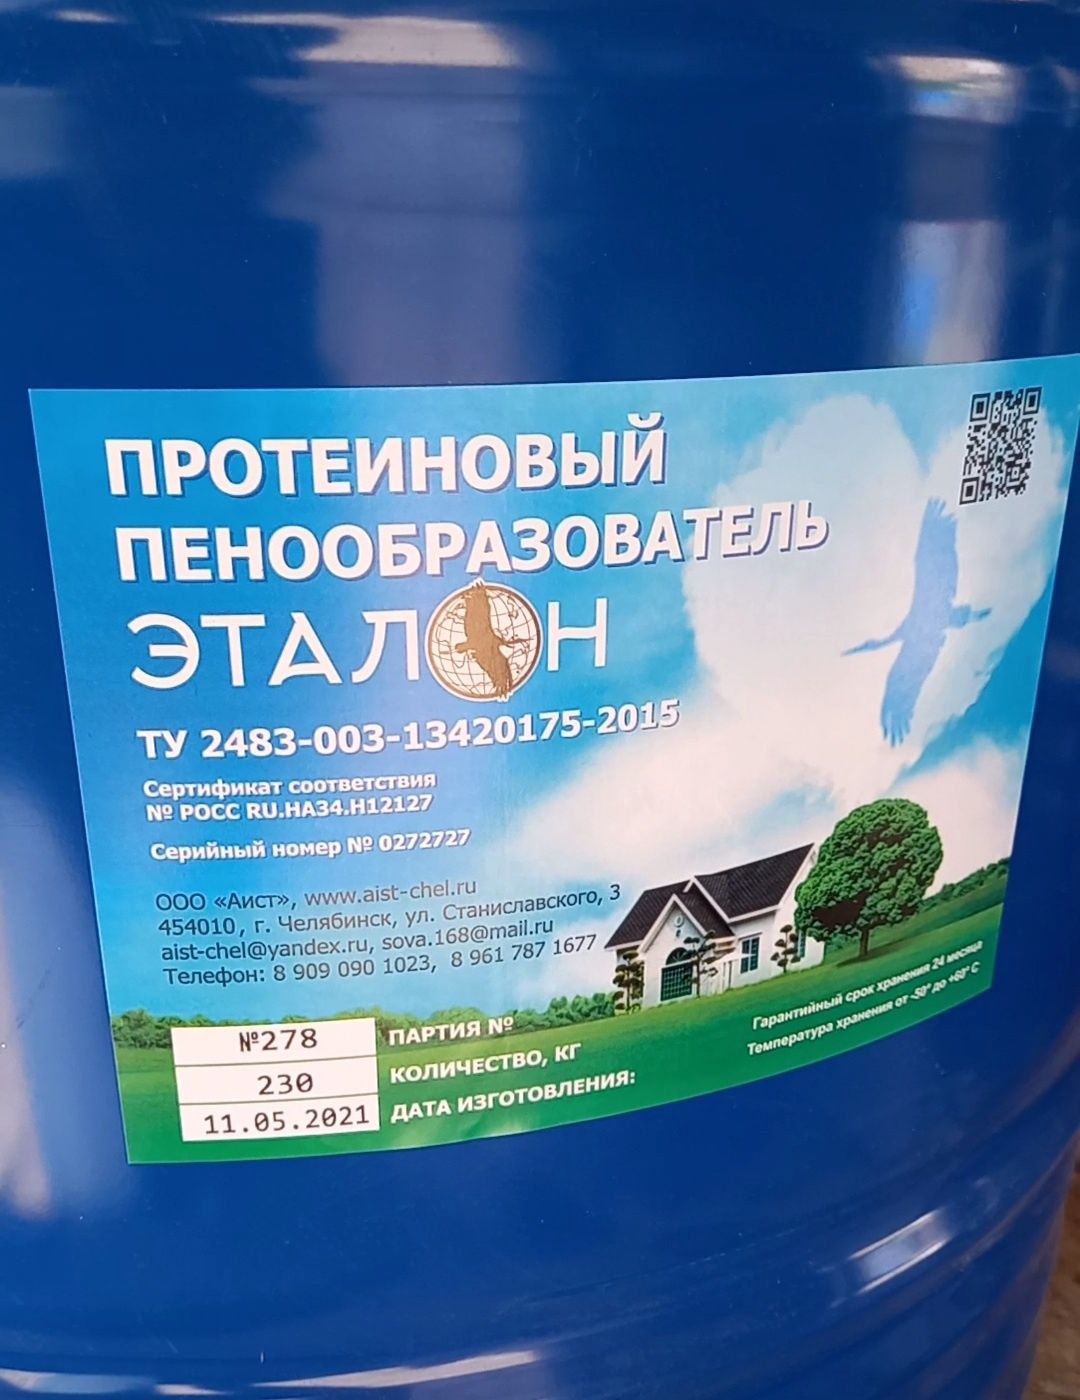 ПРОТЕИНОВЫЙ
ПЕНООБРАЗОВАТЕЛЬ
ЭТАЛОН
ТУ 2483-003-13420175-2015
Сертификат соответствия
№ РОСС RU.НА34.Н12127
Серийный номер № 0272727
ООО «Аист», www.aist-chel.ru
454010, г. Челябинск, ул. Станиславского, 3
aist-chel@yandex.ru, sova.168@mail.ru
Телефон: 8 909 090 1023, 8 961 787 1677
Гарантийный срок хранения 24 месяца
Температура хранения от -50° до +60° С
№278 ПАРТИЯ №
230 КОЛИЧЕСТВО, КГ
11.05.2021 ДАТА ИЗГОТОВЛЕНИЯ: